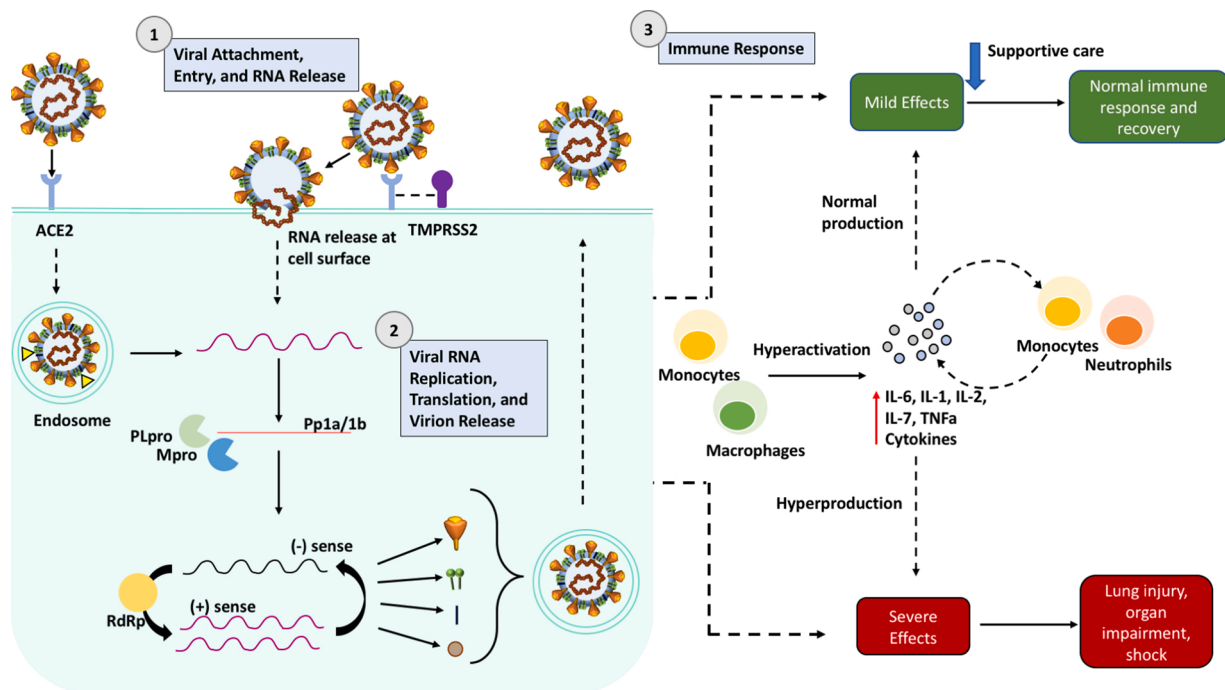 1
Viral Attachment,
Entry, and RNA Release
ACE2
RNA release at
cell surface
TMPRSS2
Endosome
2
Viral RNA
Replication,
Translation, and
Virion Release
Pp1a/1b
PLpro
Mpro
(-) sense
(+) sense
RdRp
3
Immune Response
Supportive care
Mild Effects
Normal immune
response and
recovery
Normal
production
Monocytes
Hyperactivation
Macrophages
Monocytes
Neutrophils
IL-6, IL-1, IL-2,
IL-7, TNFa
Cytokines
Hyperproduction
Severe
Effects
Lung injury,
organ
impairment,
shock